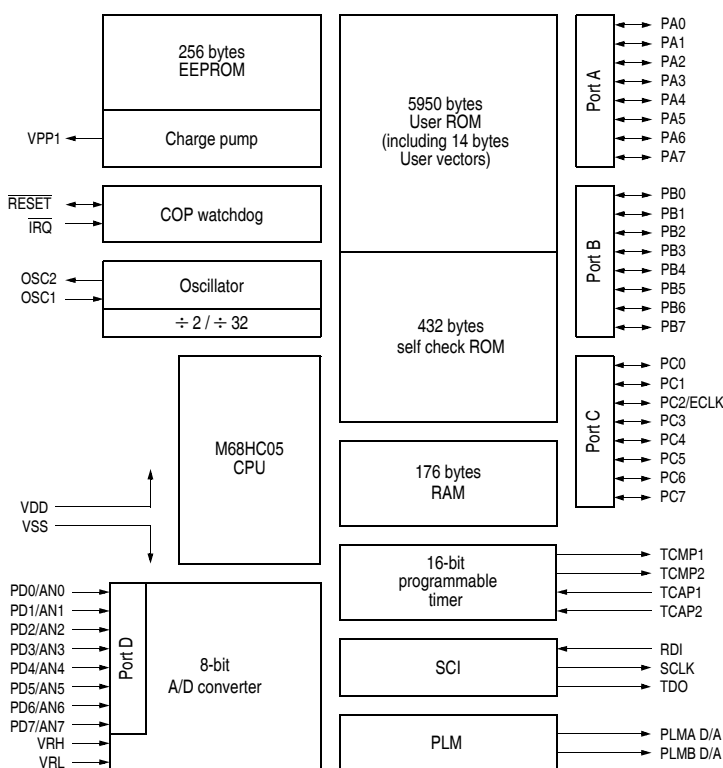 256 bytes
EEPROM
Charge pump
VPP1
RESET
IRQ
COP watchdog
OSC2
OSC1
Oscillator
÷ 2 / ÷ 32
M68HC05
CPU
VDD
VSS
PD0/AN0
PD1/AN1
PD2/AN2
PD3/AN3
PD4/AN4
PD5/AN5
PD6/AN6
PD7/AN7
VRH
VRL
Port D
8-bit
A/D converter
5950 bytes
User ROM
(including 14 bytes
User vectors)
432 bytes
self check ROM
176 bytes
RAM
16-bit
programmable
timer
SCI
PLM
Port A
PA0
PA1
PA2
PA3
PA4
PA5
PA6
PA7
Port B
PB0
PB1
PB2
PB3
PB4
PB5
PB6
PB7
Port C
PC0
PC1
PC2/ECLK
PC3
PC4
PC5
PC6
PC7
TCMP1
TCMP2
TCAP1
TCAP2
RDI
SCLK
TDO
PLMA D/A
PLMB D/A